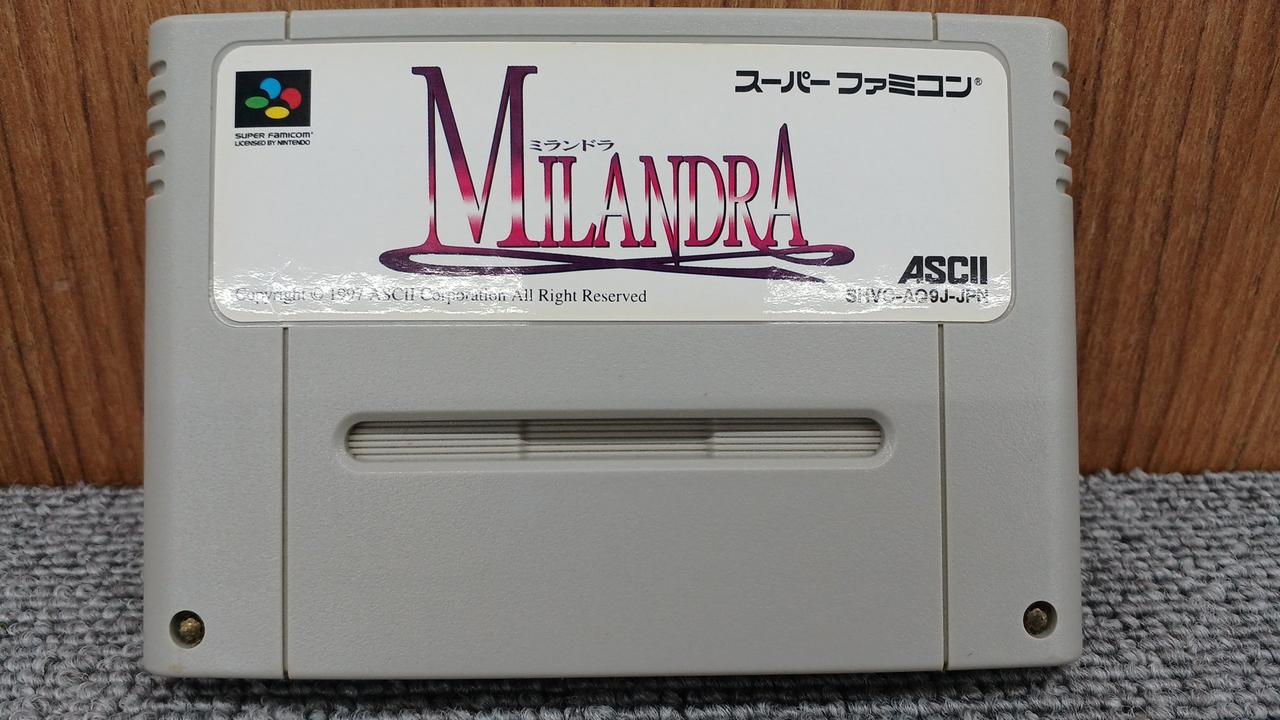 スーパーファミコン®
SUPER FAMICOM®
LICENSED BY NINTENDO
ミランドラ
MILANDRA
ASCII
Copyright © 1997 ASCII Corporation All Right Reserved
SHVC-AQ9J-JPN